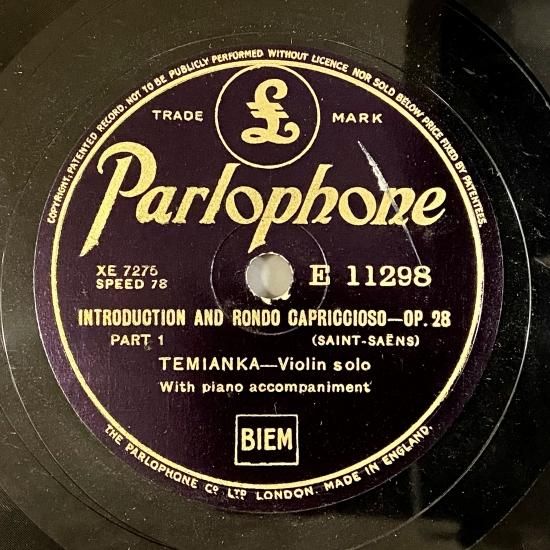 COPYRIGHT, PATENTED RECORD, NOT TO BE PUBLICLY PERFORMED WITHOUT LICENCE NOR SOLD BELOW PRICE FIXED BY PATENTEES.
£
TRADE MARK
Parlophone
XE 7275
SPEED 78
E 11298
INTRODUCTION AND RONDO CAPRICCIOSO—OP. 28
PART 1 (SAINT-SAËNS)
TEMIANKA—Violin solo
With piano accompaniment
BIEM
THE PARLOPHONE Cº LTD LONDON. MADE IN ENGLAND.